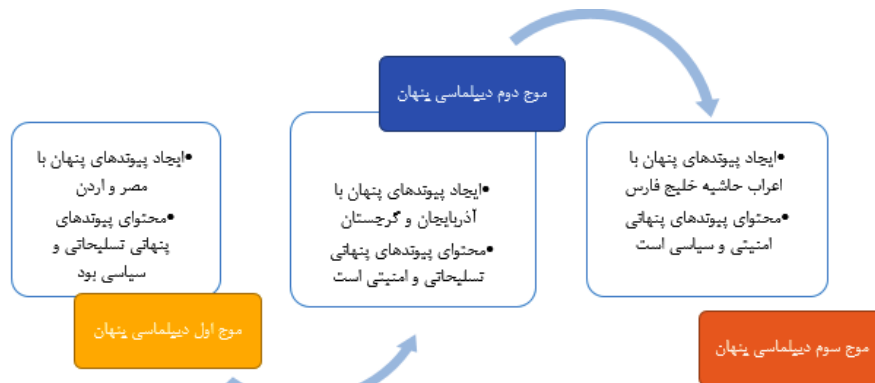 موج دوم دیپلماسی پنهان
•ایجاد پیوندهای پنهان با
مصر و اردن
•محتوای پیوندهای
پنهانی تسلیحاتی و
سیاسی بود
موج اول دیپلماسی پنهان
•ایجاد پیوندهای پنهان با
آذربایجان و گرجستان
•محتوای پیوندهای پنهانی
تسلیحاتی و امنیتی است
•ایجاد پیوندهای پنهان با
اعراب حاشیه خلیج فارس
•محتوای پیوندهای پنهانی
امنیتی و سیاسی است
موج سوم دیپلماسی پنهان